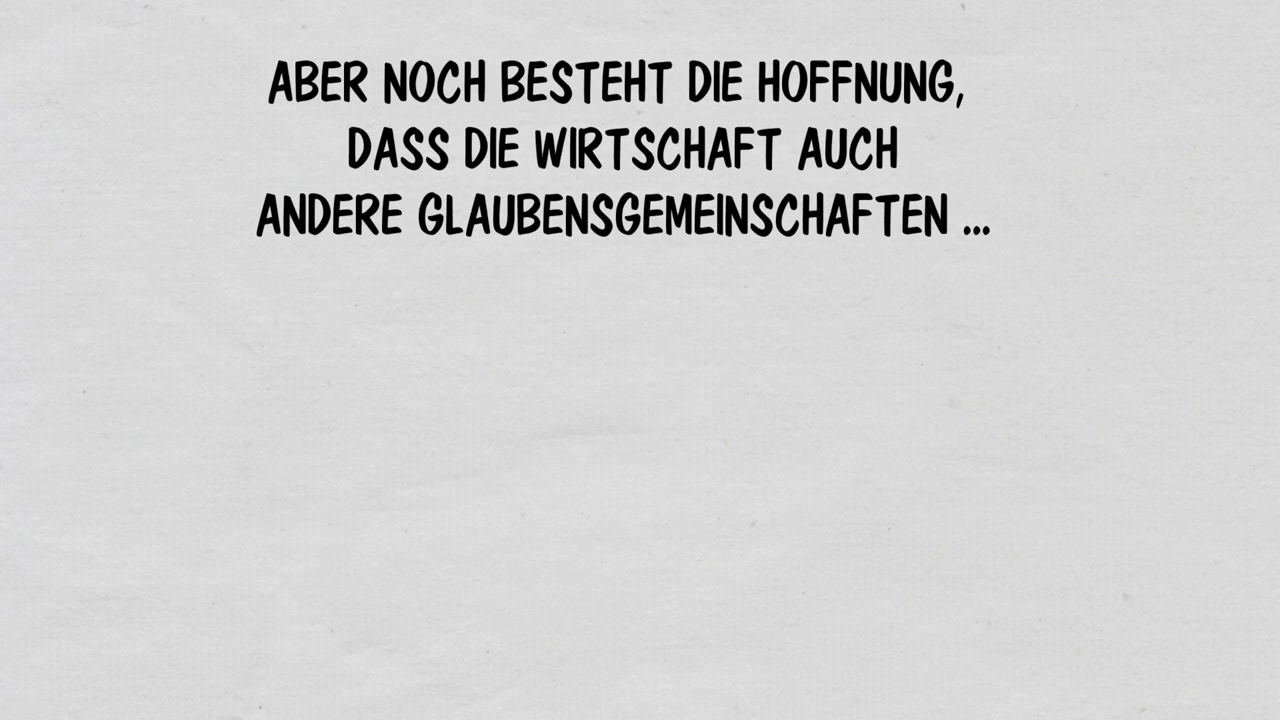 ABER NOCH BESTEHT DIE HOFFNUNG,
DASS DIE WIRTSCHAFT AUCH
ANDERE GLAUBENSGEMEINSCHAFTEN ...